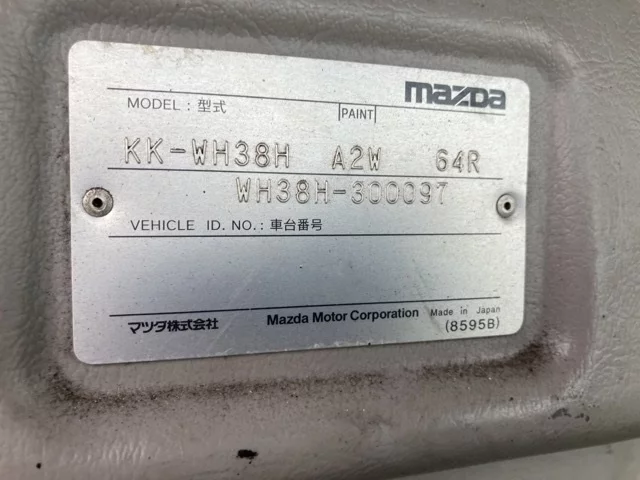 mazda
MODEL : 型式 PAINT
KK-WH38H A2W 64R
WH38H-300097
VEHICLE ID. NO. : 車台番号
マツダ株式会社 Mazda Motor Corporation Made in Japan
(8595B)